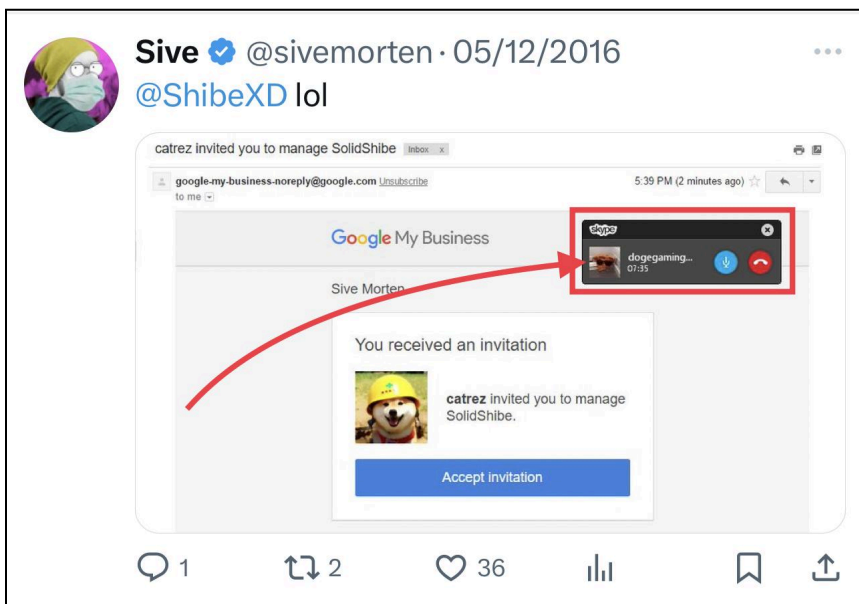 Sive @sivemorten · 05/12/2016
@ShibeXD lol
catrez invited you to manage SolidShibe Inbox x
google-my-business-noreply@google.com Unsubscribe 5:39 PM (2 minutes ago)
to me
Google My Business
skype
dogegaming...
07:35
Sive Morten
You received an invitation
catrez invited you to manage
SolidShibe.
Accept invitation
1 2 36